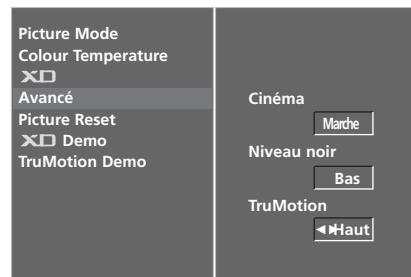 Picture Mode
Colour Temperature
XD
Avancé
Picture Reset
XD Demo
TruMotion Demo
Cinéma
Marche
Niveau noir
Bas
TruMotion
Haut